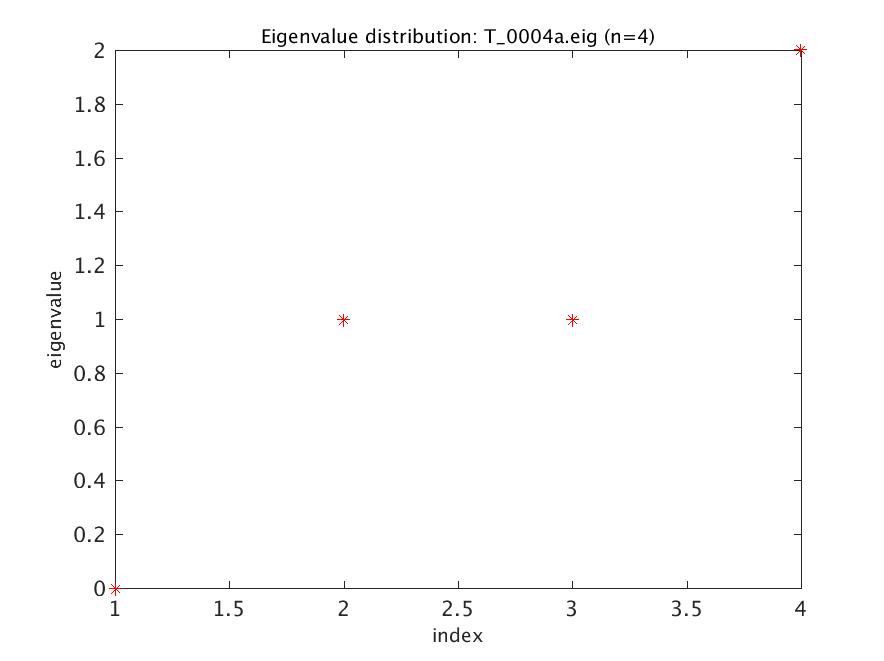 Eigenvalue distribution: T_0004a.eig (n=4)
2
1.8
1.6
1.4
1.2
1
0.8
0.6
0.4
0.2
0
eigenvalue
1 1.5 2 2.5 3 3.5 4
index